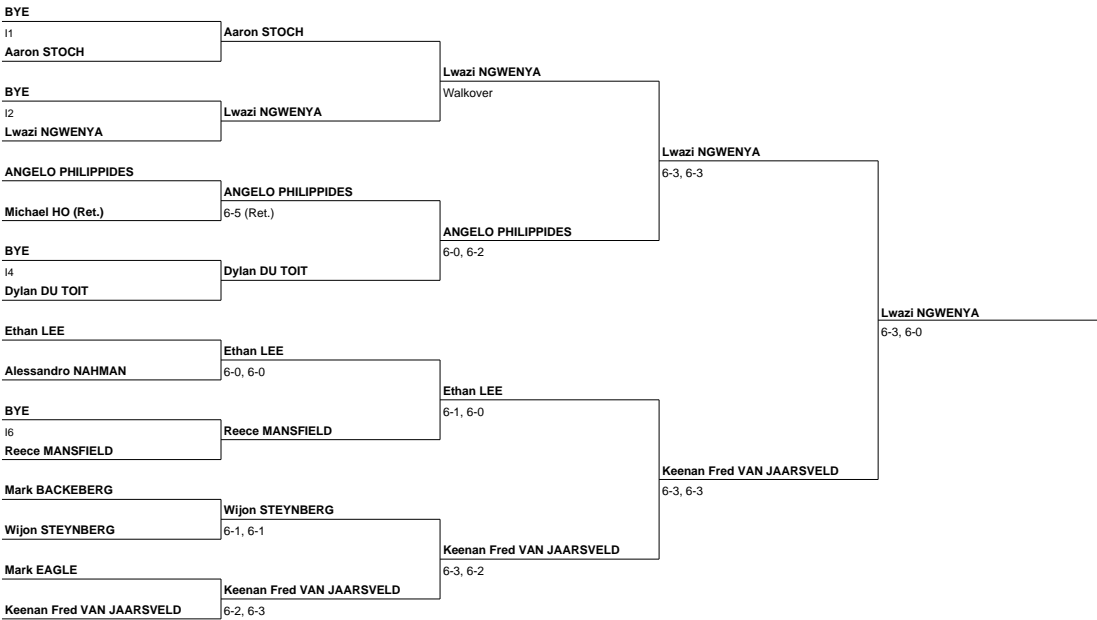 BYE
I1
Aaron STOCH
BYE
I2
Lwazi NGWENYA
ANGELO PHILIPPIDES
Michael HO (Ret.)
BYE
I4
Dylan DU TOIT
Ethan LEE
Alessandro NAHMAN
BYE
I6
Reece MANSFIELD
Mark BACKEBERG
Wijon STEYNBERG
Mark EAGLE
Keenan Fred VAN JAARSVELD
Aaron STOCH
Lwazi NGWENYA
ANGELO PHILIPPIDES
6-5 (Ret.)
Dylan DU TOIT
Ethan LEE
6-0, 6-0
Reece MANSFIELD
Wijon STEYNBERG
6-1, 6-1
Keenan Fred VAN JAARSVELD
6-2, 6-3
Lwazi NGWENYA
Walkover
ANGELO PHILIPPIDES
6-0, 6-2
Ethan LEE
6-1, 6-0
Keenan Fred VAN JAARSVELD
6-3, 6-2
Lwazi NGWENYA
6-3, 6-3
Keenan Fred VAN JAARSVELD
6-3, 6-3
Lwazi NGWENYA
6-3, 6-0